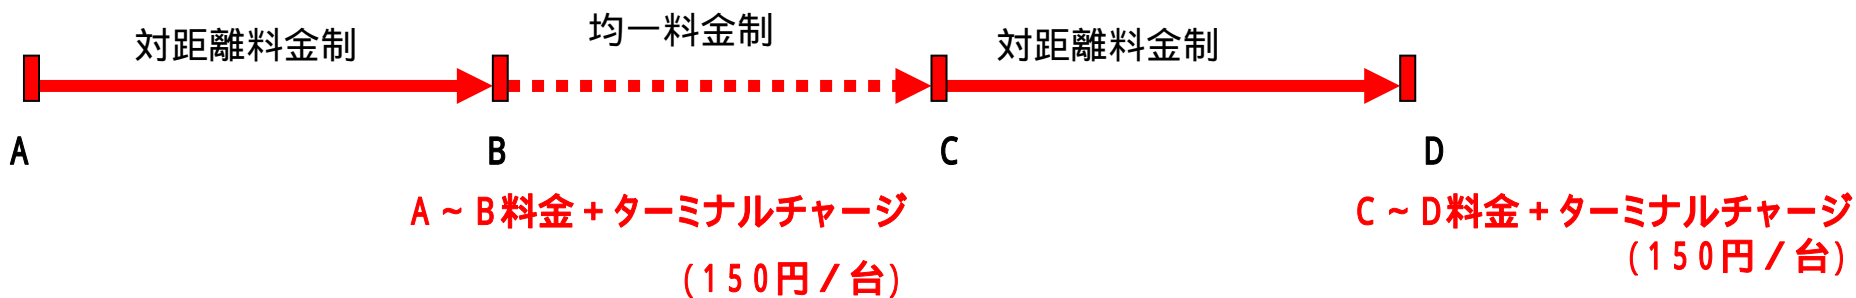 対距離料金制
均一料金制
対距離料金制
A
B
C
D
A～B料金+ターミナルチャージ
(150円/台)
C～D料金+ターミナルチャージ
(150円/台)